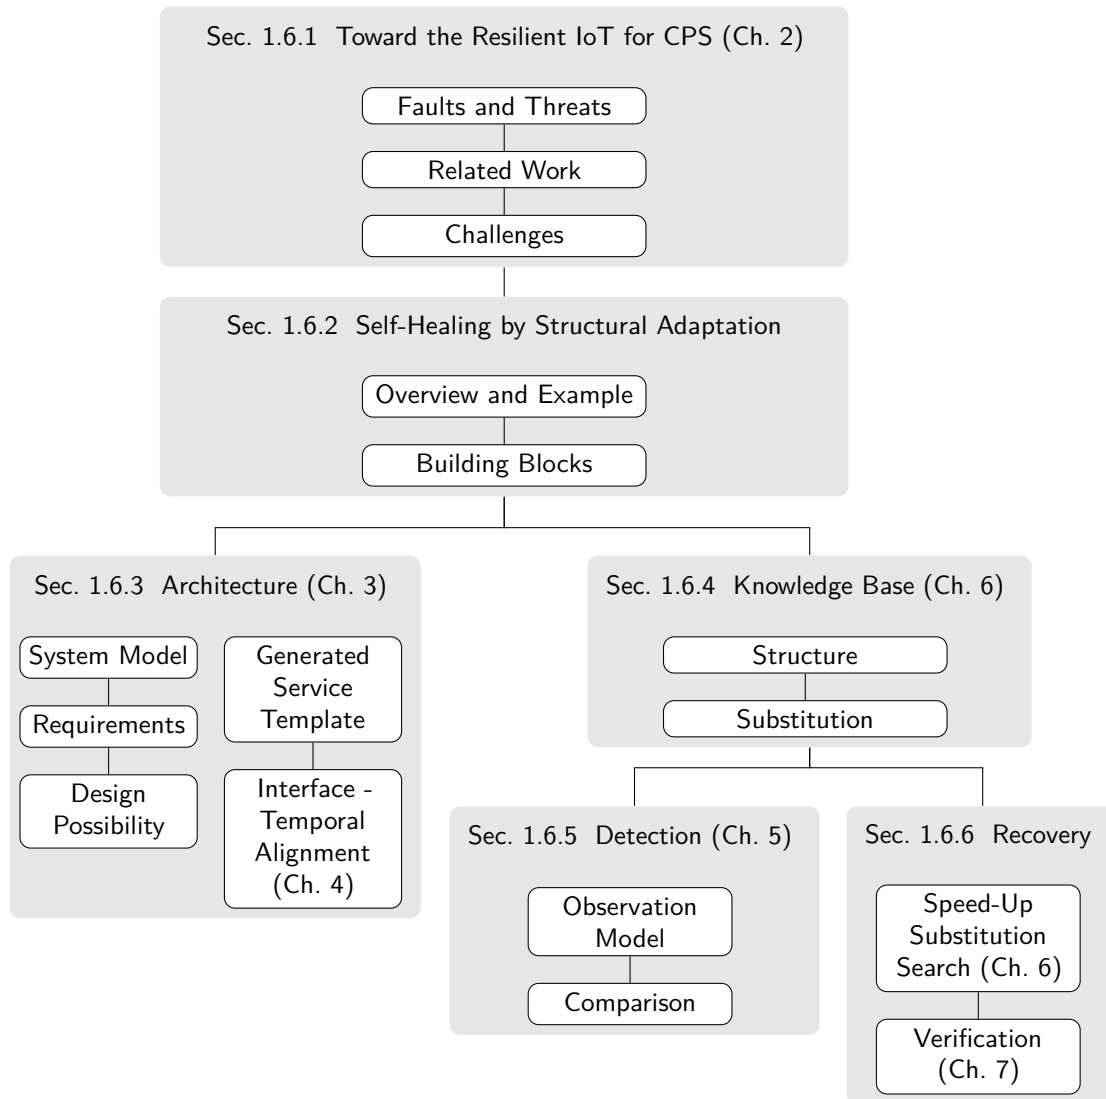 Sec. 1.6.1 Toward the Resilient IoT for CPS (Ch. 2)
Faults and Threats
Related Work
Challenges
Sec. 1.6.2 Self-Healing by Structural Adaptation
Overview and Example
Building Blocks
Sec. 1.6.3 Architecture (Ch. 3)
System Model
Requirements
Design
Possibility
Generated
Service
Template
Interface -
Temporal
Alignment
(Ch. 4)
Sec. 1.6.4 Knowledge Base (Ch. 6)
Structure
Substitution
Sec. 1.6.5 Detection (Ch. 5)
Observation
Model
Comparison
Sec. 1.6.6 Recovery
Speed-Up
Substitution
Search (Ch. 6)
Verification
(Ch. 7)